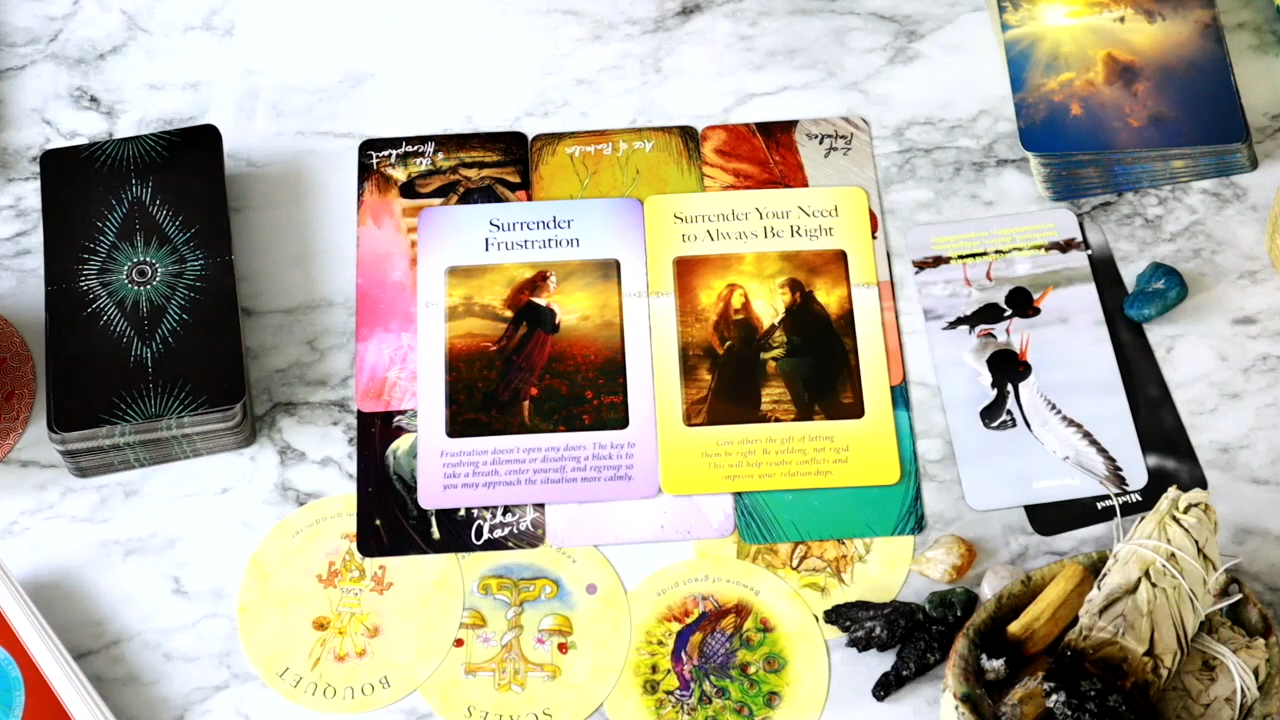 5 the
Hierophant
Ace of Pentacles
2 of
Pentacles
Surrender
Frustration
Frustration doesn't open any doors. The key to
resolving a dilemma or dissolving a block is to
take a breath, center yourself, and regroup so
you may approach the situation more calmly.
Surrender Your Need
to Always Be Right
Give others the gift of letting
them be right. Be yielding, not rigid.
This will help resolve conflicts and
improve your relationships.
7. the
Chariot
Mistrust
BOUQUET
SCALES
Beware of great pride